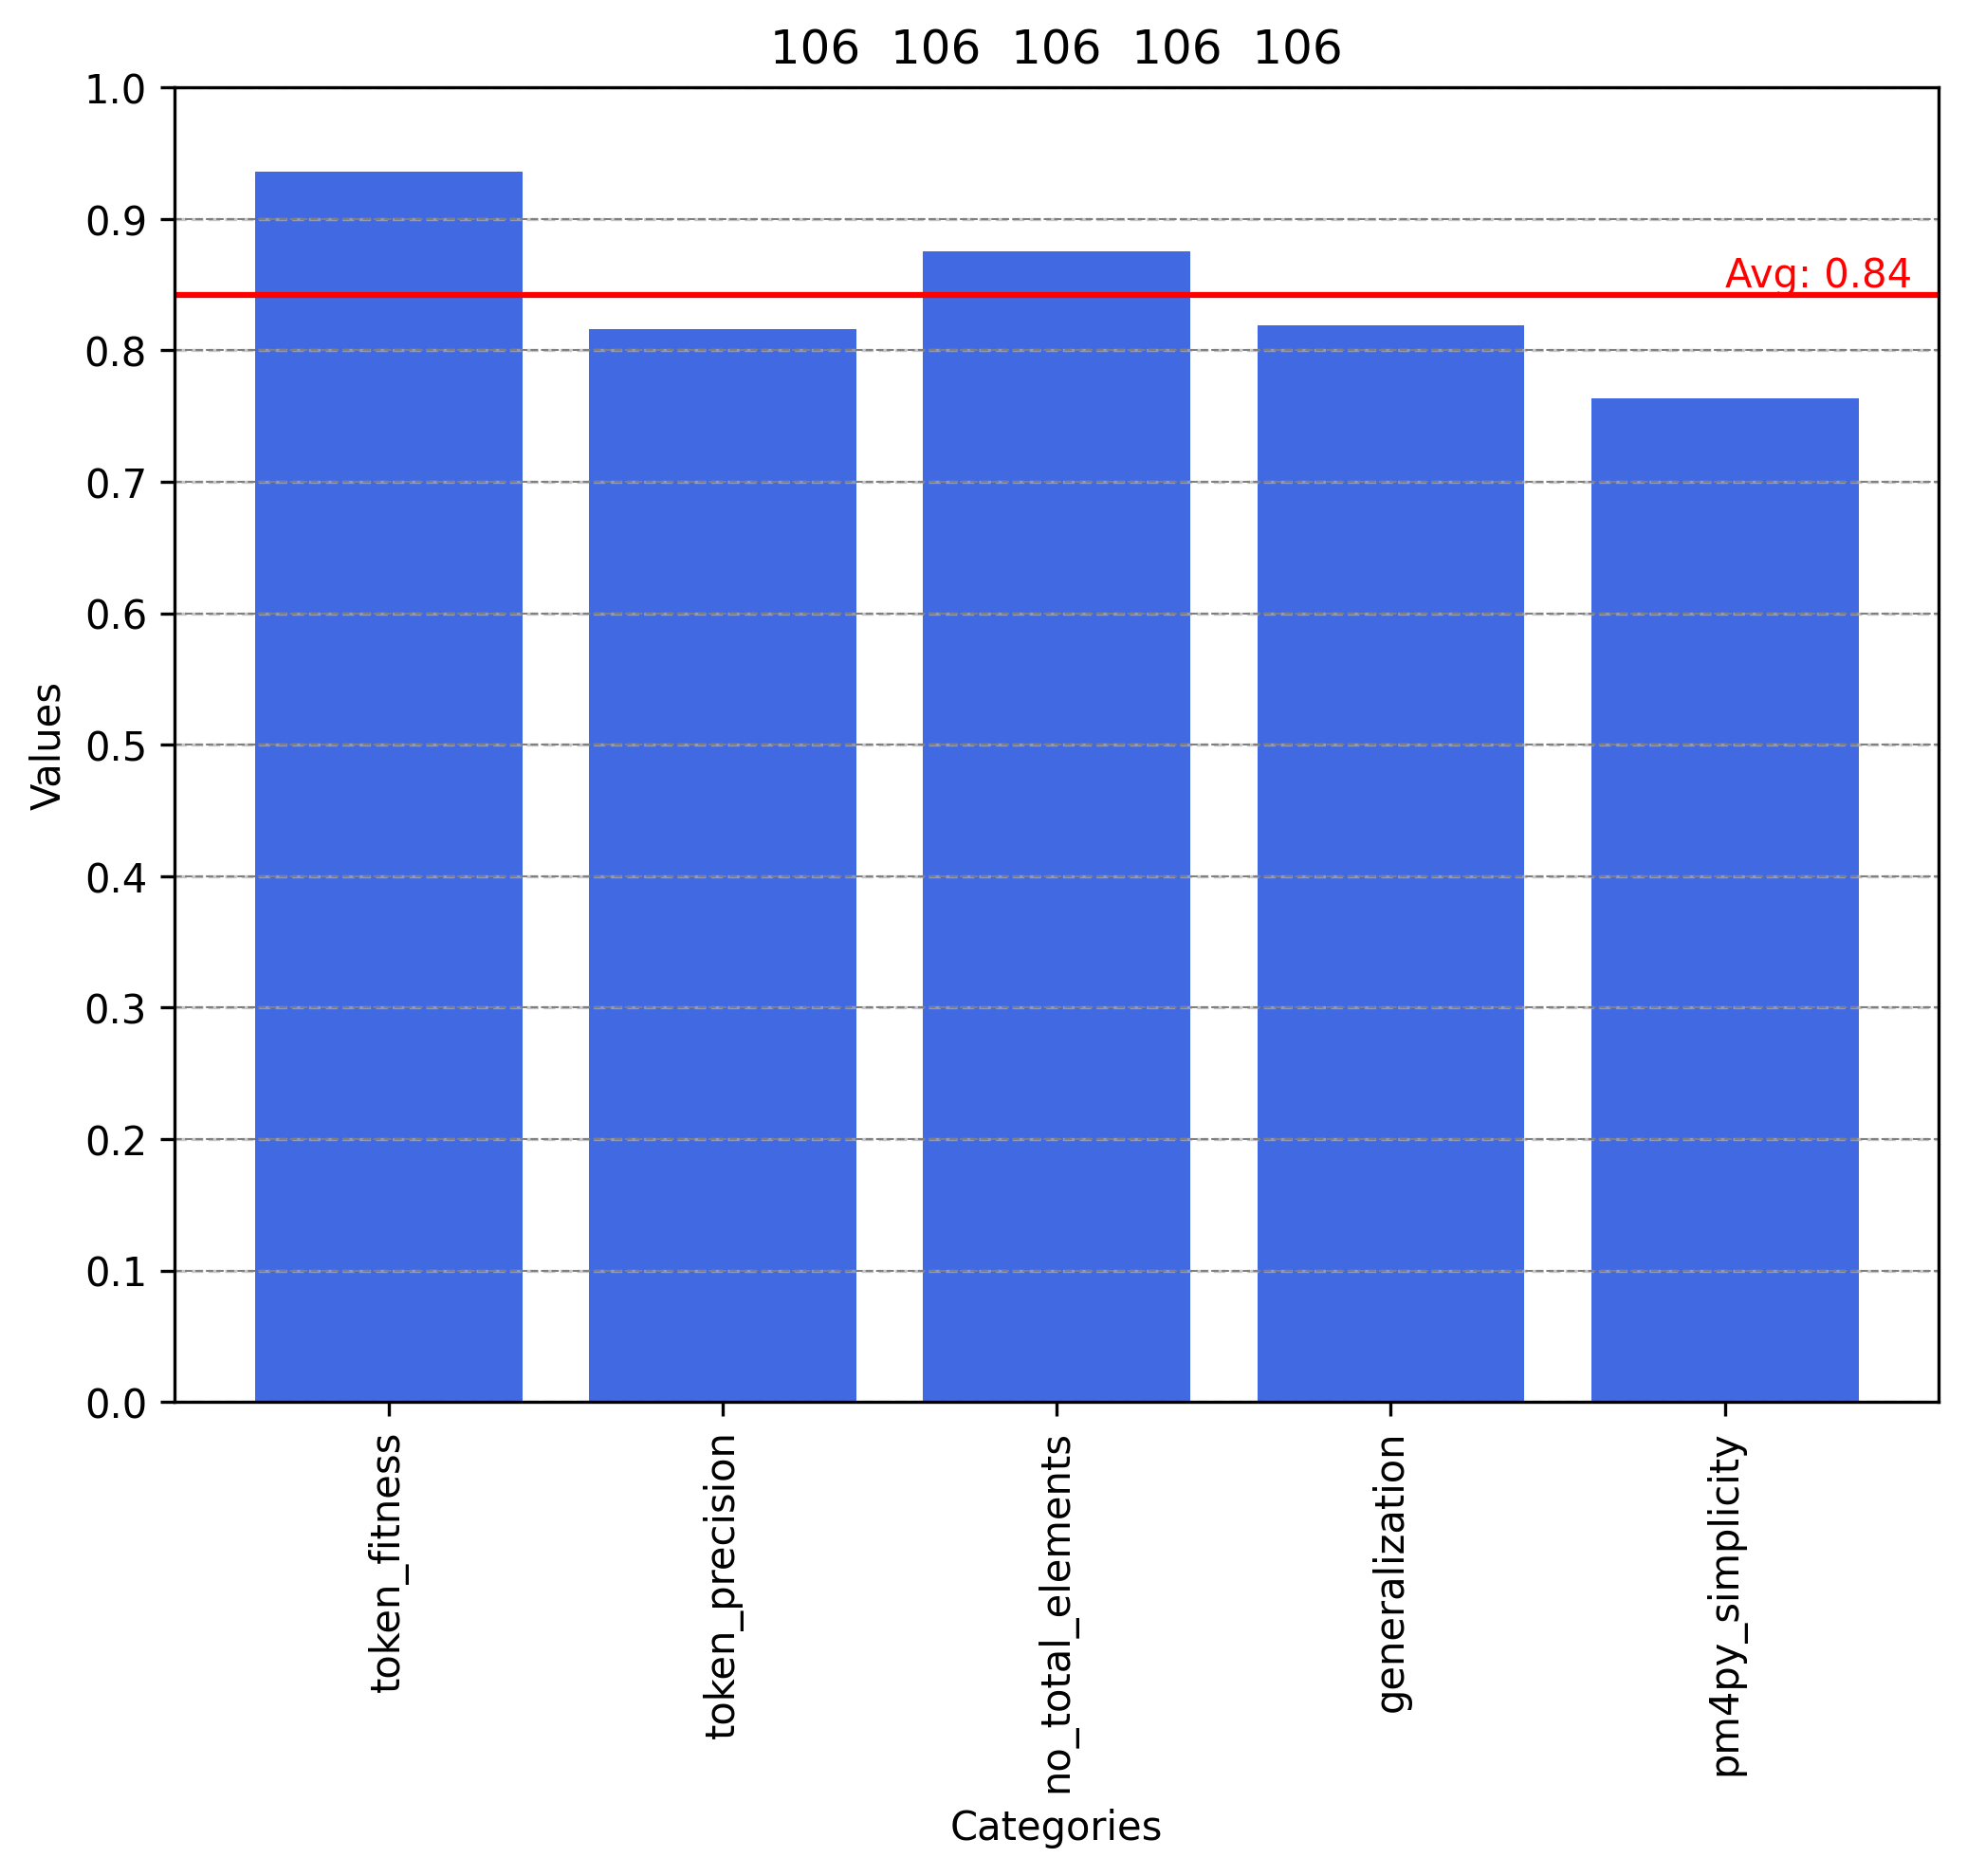 106 106 106 106 106
1.0
0.9
0.8
0.7
0.6
0.5
0.4
0.3
0.2
0.1
0.0
Values
Avg: 0.84
token_fitness
token_precision
no_total_elements
generalization
pm4py_simplicity
Categories